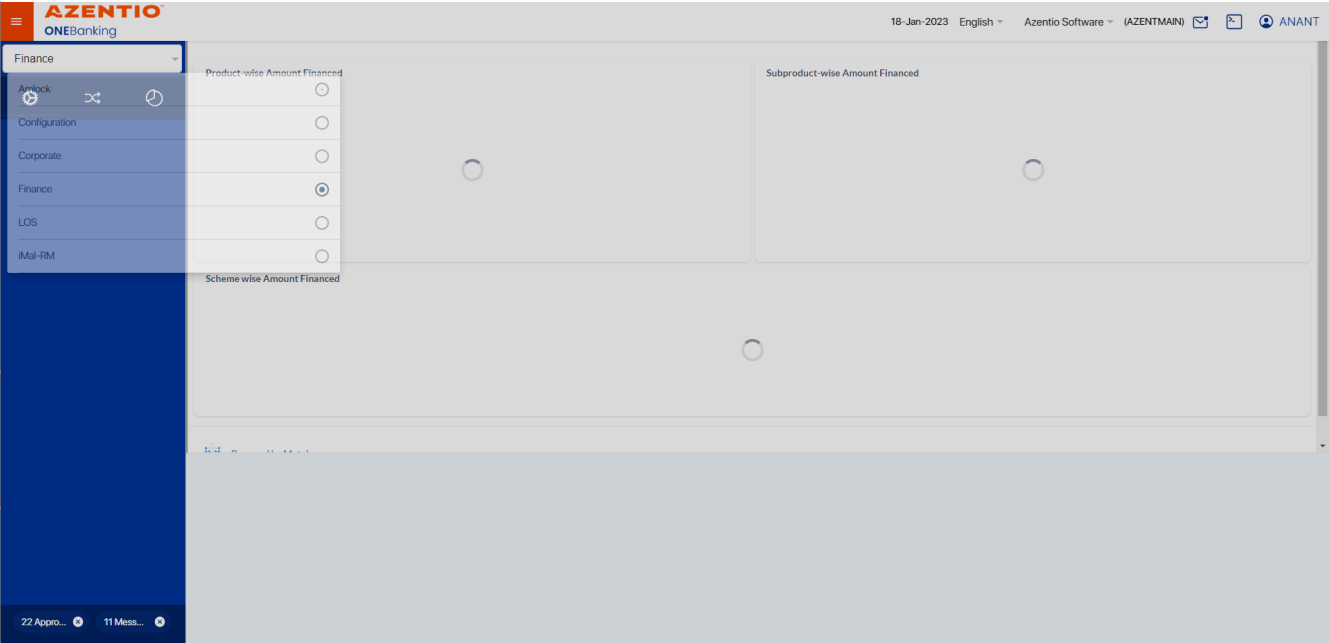 AZENTIO
ONEBanking
18-Jan-2023 English Azentio Software (AZENTMAIN) ANANT
Finance
Product-wise Amount Financed
Subproduct-wise Amount Financed
Amlock
Configuration
Corporate
Finance
LOS
iMal-RM
Scheme wise Amount Financed
22 Appro... 11 Mess...